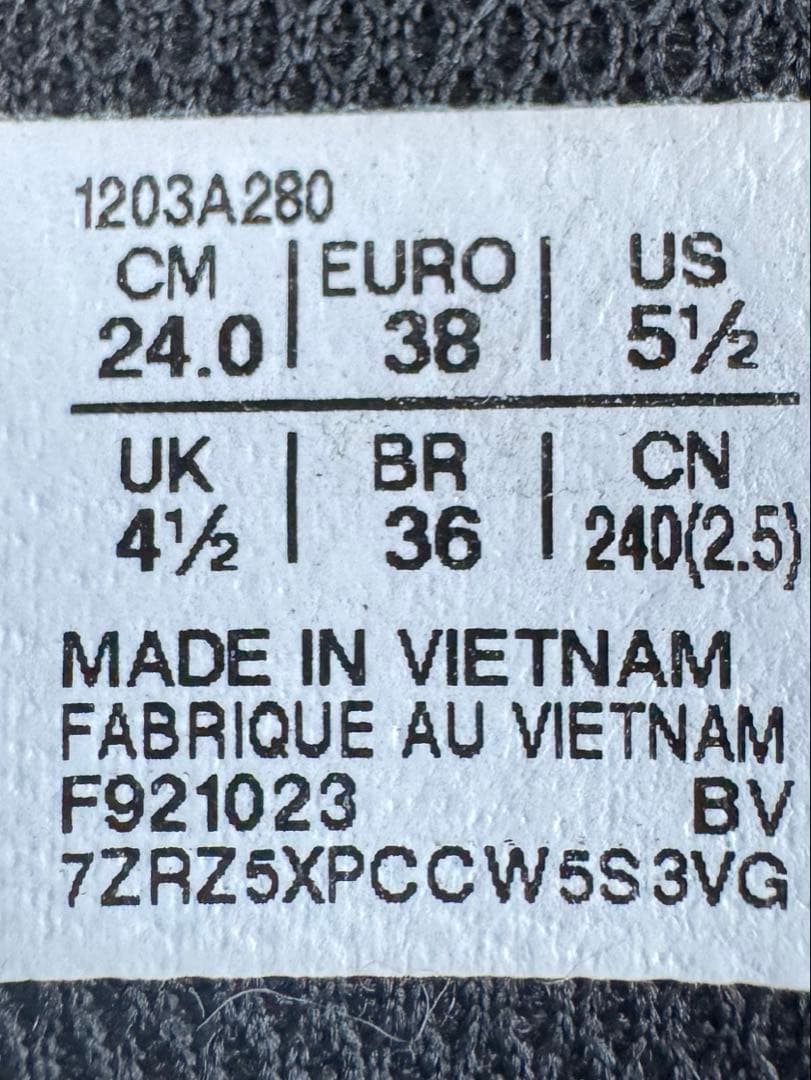 1203A280
CM | EURO | US
24.0 | 38 | 5½
UK | BR | CN
4½ | 36 | 240(2.5)
MADE IN VIETNAM
FABRIQUE AU VIETNAM
F921023 BV
7ZRZ5XPCCW5S3VG